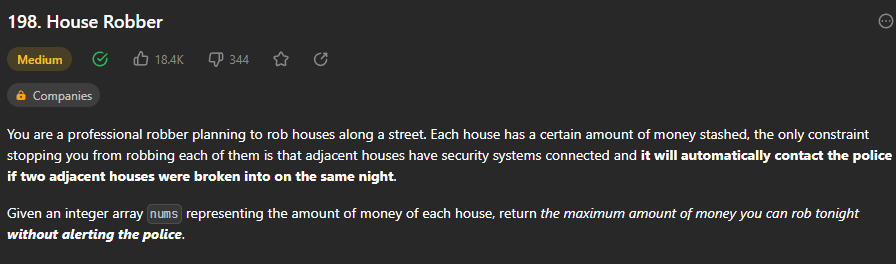 198. House Robber
Medium 18.4K 344
Companies
You are a professional robber planning to rob houses along a street. Each house has a certain amount of money stashed, the only constraint
stopping you from robbing each of them is that adjacent houses have security systems connected and it will automatically contact the police
if two adjacent houses were broken into on the same night.
Given an integer array nums representing the amount of money of each house, return the maximum amount of money you can rob tonight
without alerting the police.